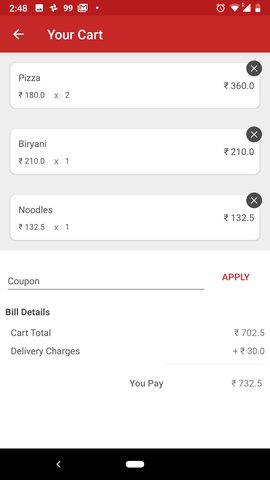 2:48 99
Your Cart
Pizza
₹ 180.0 x 2 ₹ 360.0
Biryani
₹ 210.0 x 1 ₹ 210.0
Noodles
₹ 132.5 x 1 ₹ 132.5
Coupon APPLY
Bill Details
Cart Total ₹ 702.5
Delivery Charges + ₹ 30.0
You Pay ₹ 732.5